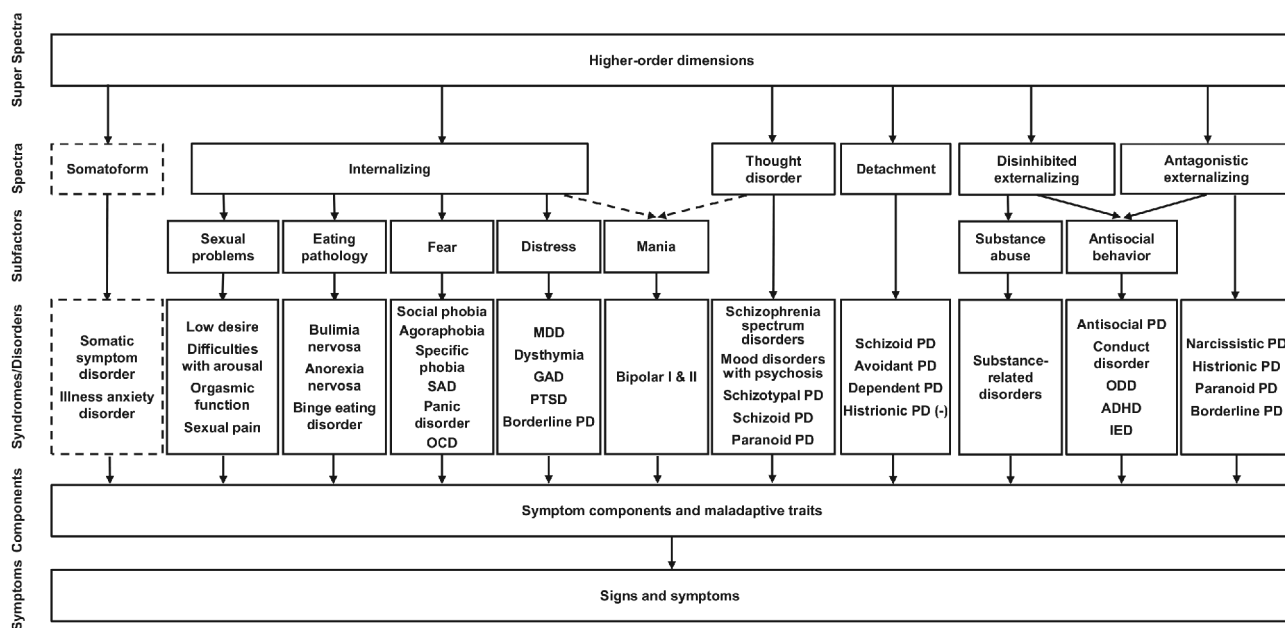 Super Spectra
Higher-order dimensions
Spectra
Somatoform
Internalizing
Thought
disorder
Detachment
Disinhibited
externalizing
Antagonistic
externalizing
Subfactors
Sexual
problems
Eating
pathology
Fear
Distress
Mania
Substance
abuse
Antisocial
behavior
Syndromes/Disorders
Somatic
symptom
disorder
Illness anxiety
disorder
Low desire
Difficulties
with arousal
Orgasmic
function
Sexual pain
Bulimia
nervosa
Anorexia
nervosa
Binge eating
disorder
Social phobia
Agoraphobia
Specific
phobia
SAD
Panic
disorder
OCD
MDD
Dysthymia
GAD
PTSD
Borderline PD
Bipolar I & II
Schizophrenia
spectrum
disorders
Mood disorders
with psychosis
Schizotypal PD
Schizoid PD
Paranoid PD
Schizoid PD
Avoidant PD
Dependent PD
Histrionic PD (-)
Substance-
related
disorders
Antisocial PD
Conduct
disorder
ODD
ADHD
IED
Narcissistic PD
Histrionic PD
Paranoid PD
Borderline PD
Components
Symptom components and maladaptive traits
Symptoms
Signs and symptoms